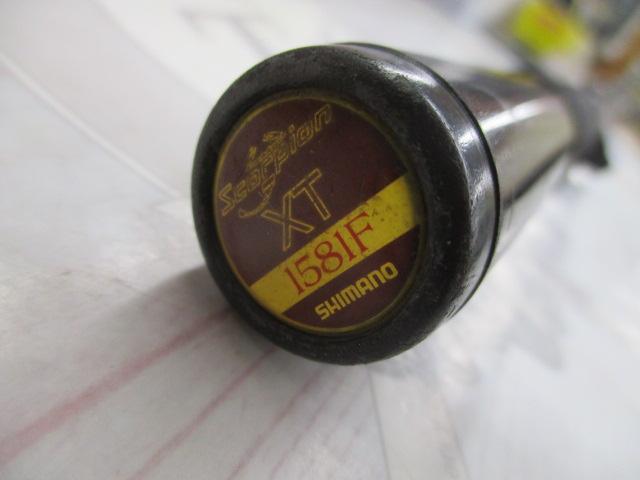 Scorpion
XT
1581F
SHIMANO